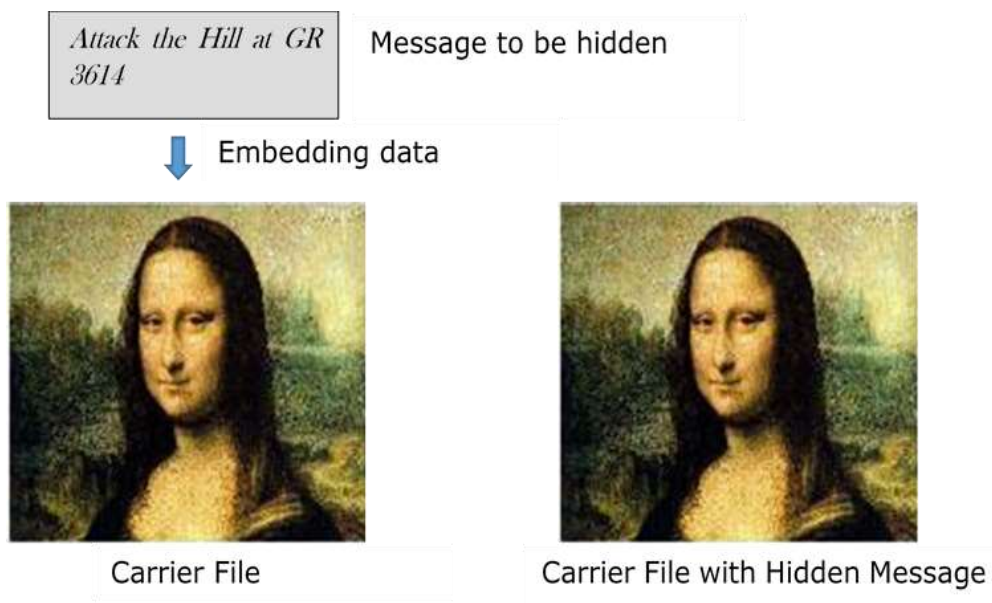 Attack the Hill at GR
3614
Message to be hidden
Embedding data
Carrier File
Carrier File with Hidden Message